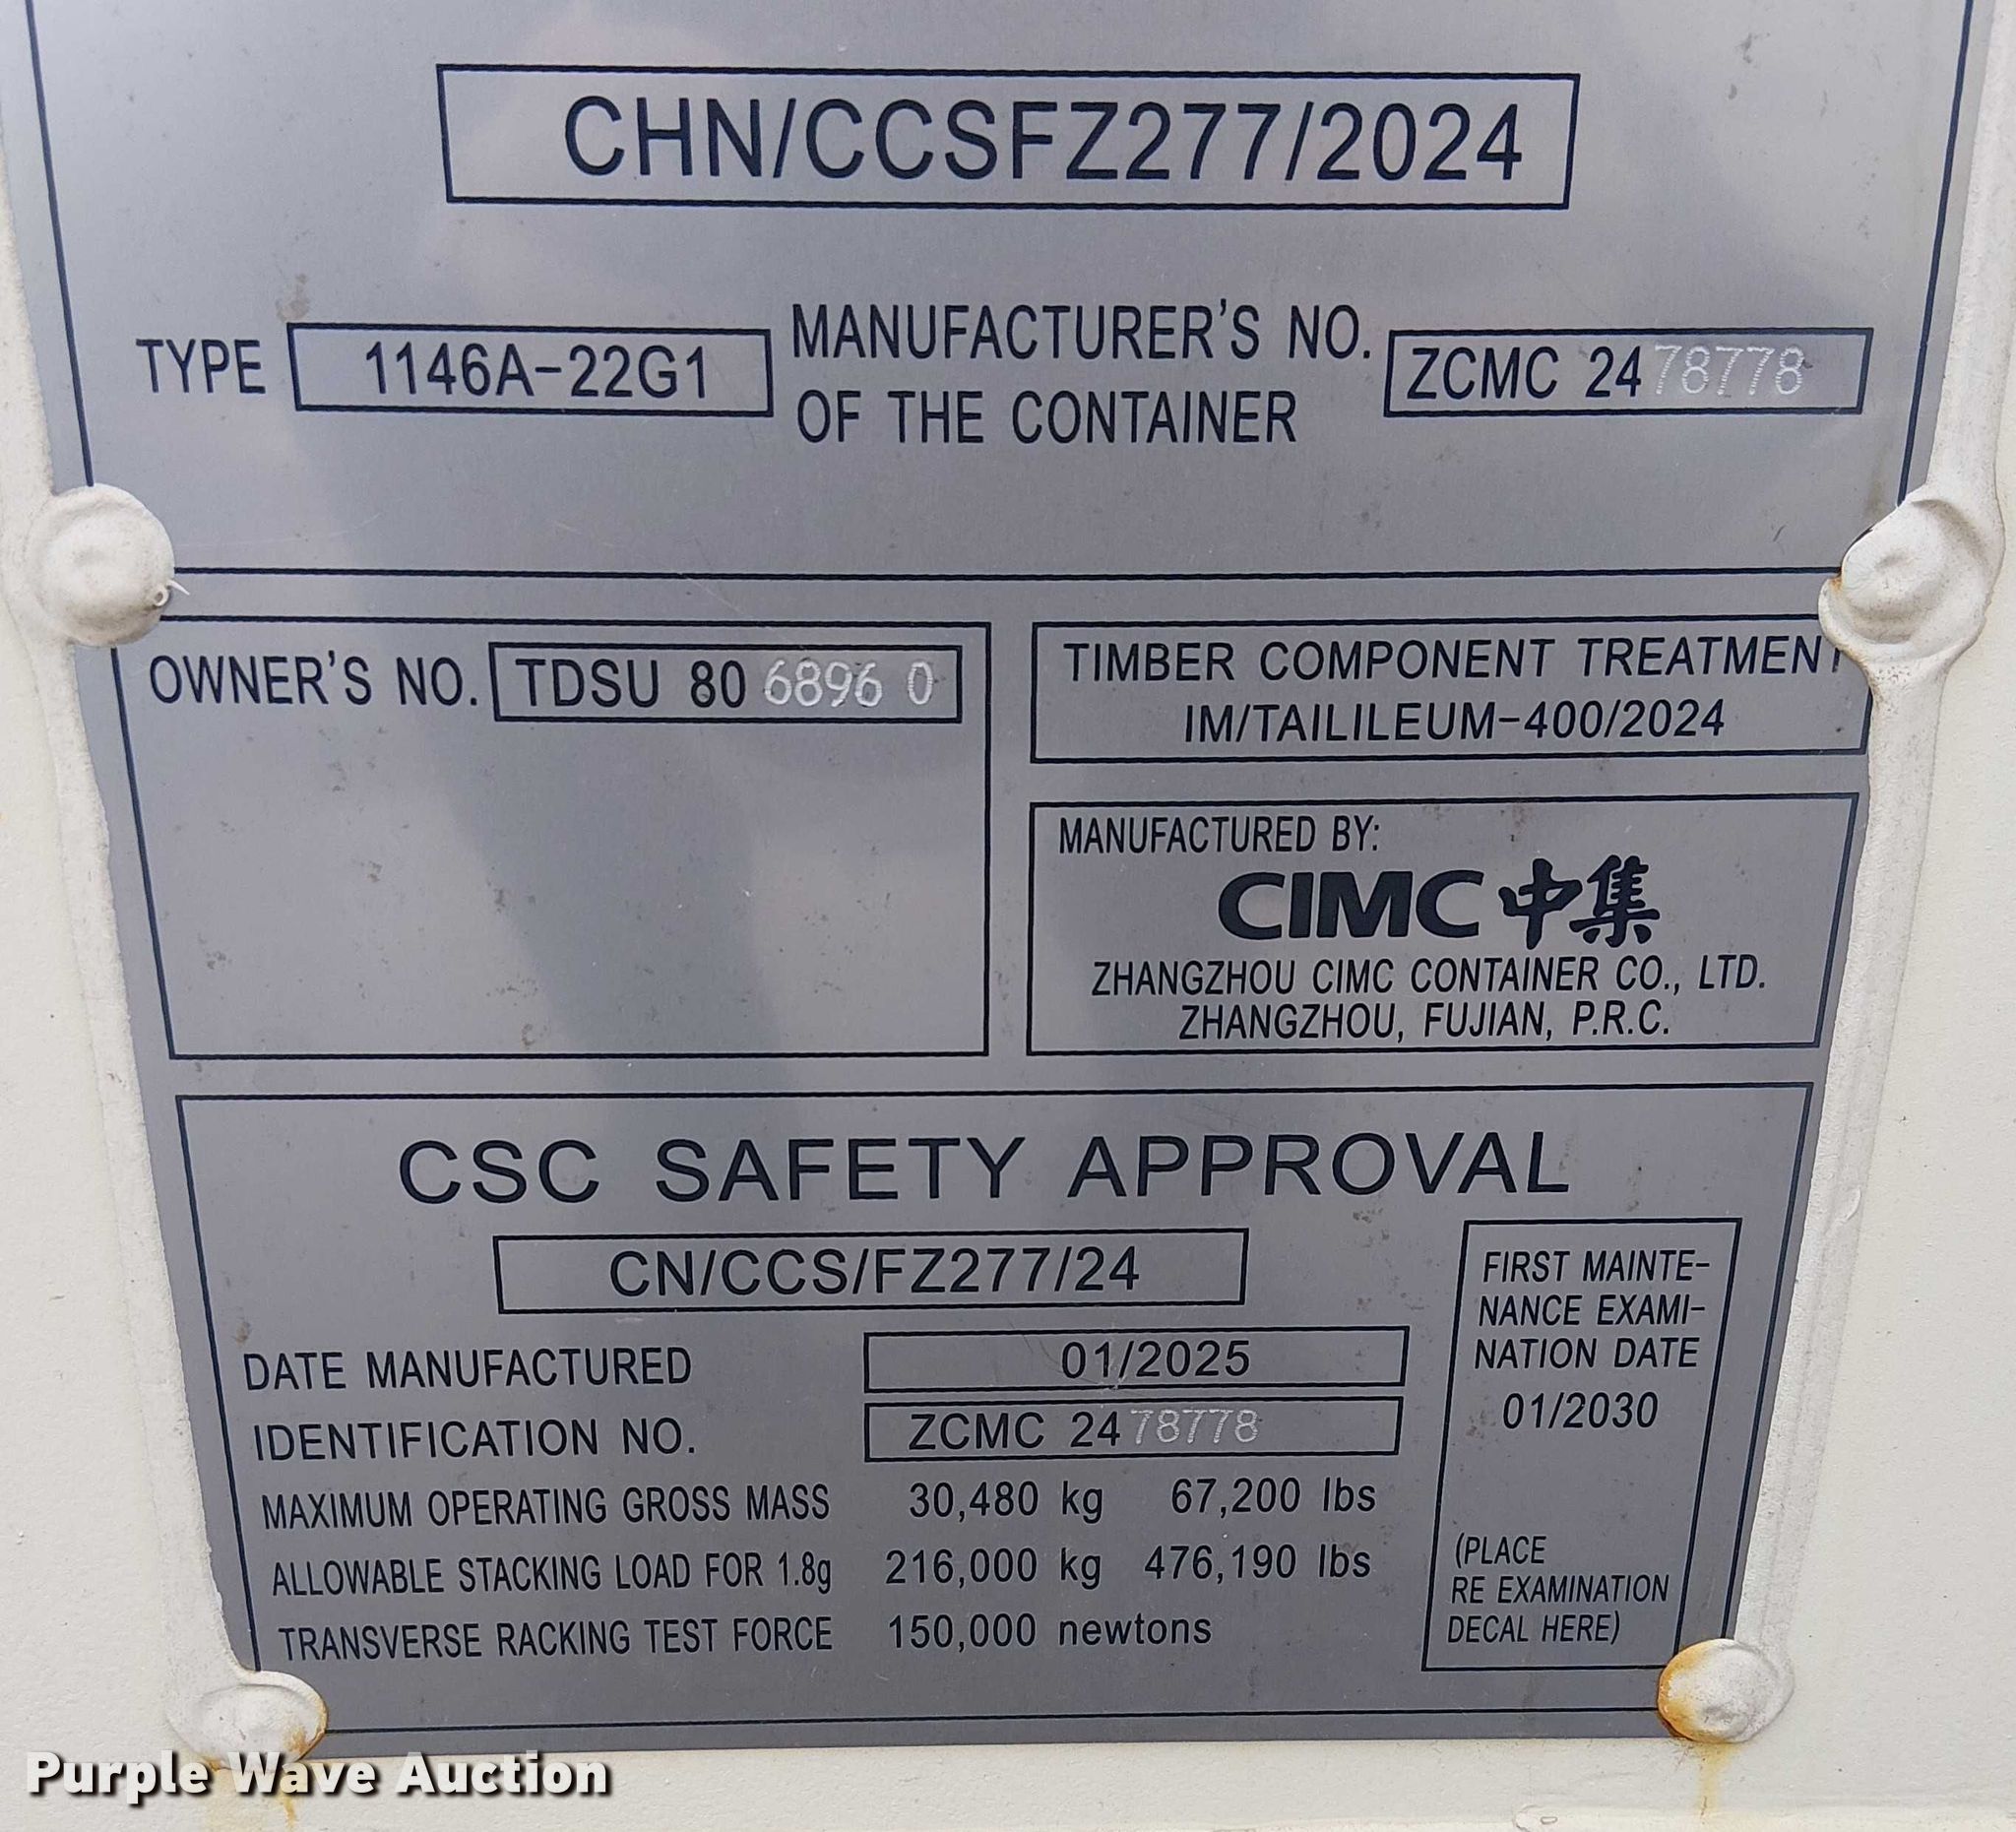 CHN/CCSFZ277/2024
TYPE 1146A-22G1 MANUFACTURER'S NO. OF THE CONTAINER ZCMC 2478778
OWNER'S NO. TDSU 80 6896 0
TIMBER COMPONENT TREATMENT
IM/TAILILEUM-400/2024
MANUFACTURED BY:
CIMC 中集
ZHANGZHOU CIMC CONTAINER CO., LTD.
ZHANGZHOU, FUJIAN, P.R.C.
CSC SAFETY APPROVAL
CN/CCS/FZ277/24
DATE MANUFACTURED 01/2025
IDENTIFICATION NO. ZCMC 2478778
MAXIMUM OPERATING GROSS MASS 30,480 kg 67,200 lbs
ALLOWABLE STACKING LOAD FOR 1.8g 216,000 kg 476,190 lbs
TRANSVERSE RACKING TEST FORCE 150,000 newtons
FIRST MAINTE-
NANCE EXAMI-
NATION DATE
01/2030
(PLACE
RE EXAMINATION
DECAL HERE)
Purple Wave Auction